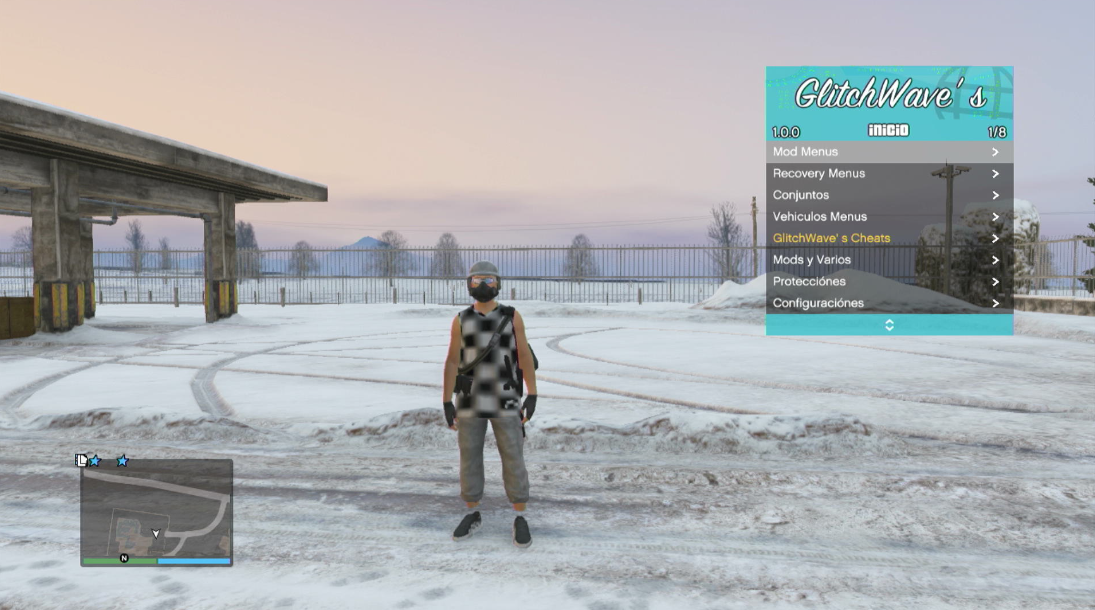 GlitchWave' s
1.0.0 INICIO 1/8
Mod Menus >
Recovery Menus >
Conjuntos >
Vehiculos Menus >
GlitchWave' s Cheats >
Mods y Varios >
Protecciónes >
Configuraciónes >
L
N